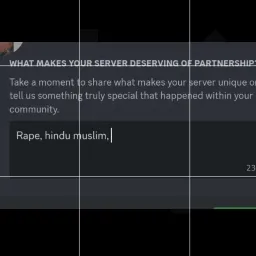 WHAT MAKES YOUR SERVER DESERVING OF PARTNERSHIP?
Take a moment to share what makes your server unique or
tell us something truly special that happened within your
community.
Rape, hindu muslim,
23